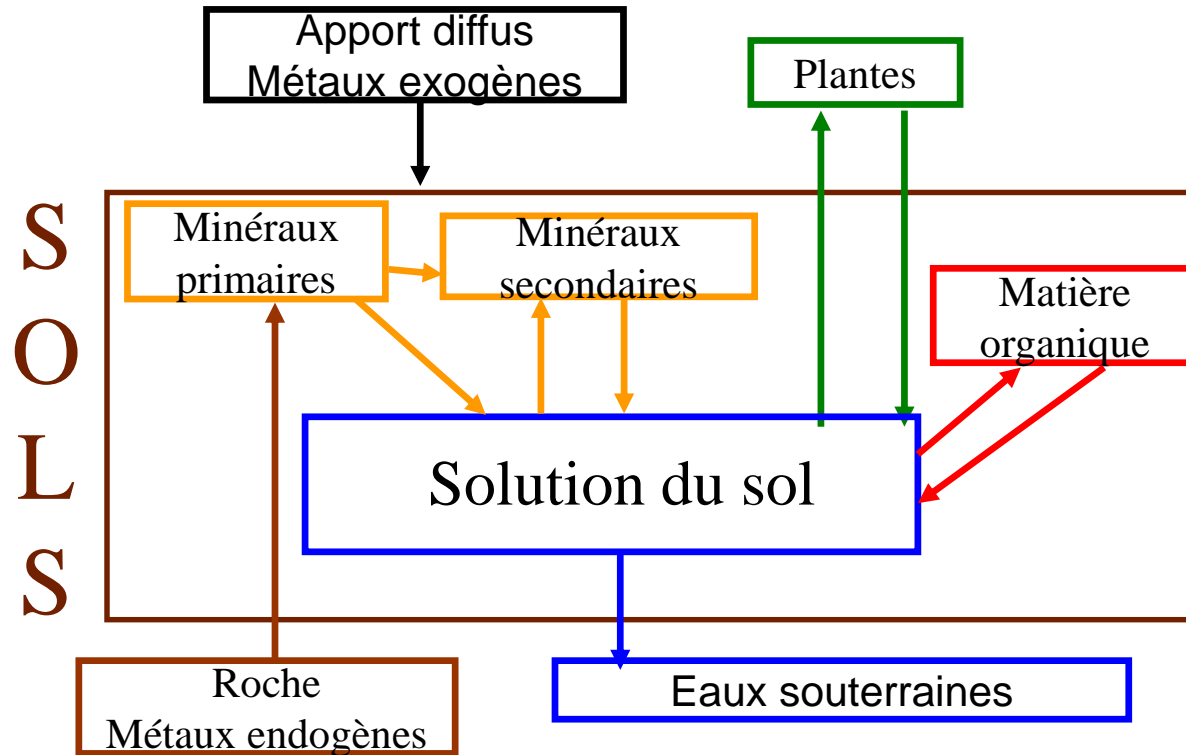 Apport diffus
Métaux exogènes
Plantes
S
O
L
S
Minéraux
primaires
Minéraux
secondaires
Matière
organique
Solution du sol
Roche
Métaux endogènes
Eaux souterraines